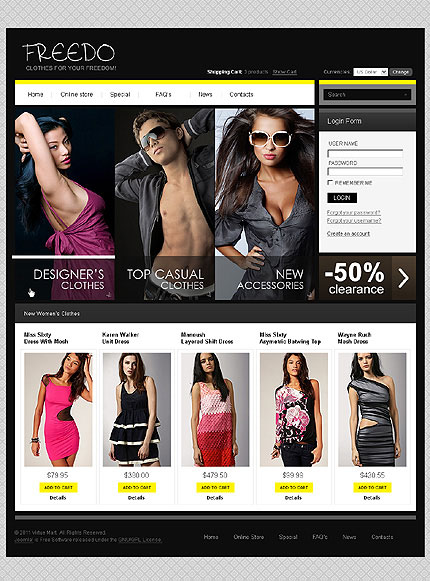 FREEDO
CLOTHES FOR YOUR FREEDOM!
Shopping Cart: 0 products Show Cart
Currencies: US Dollar Change
Home Online store Special FAQ's News Contacts
Search
Login Form
USER NAME
PASSWORD
REMEMBER ME
LOGIN
Forgot your password?
Forgot your username?
Create an account
DESIGNER'S
CLOTHES
TOP CASUAL
CLOTHES
NEW
ACCESSORIES
-50%
clearance
New Women's Clothes
Miss Sixty
Dress With Mesh
Karen Walker
Unit Dress
Manoush
Layered Shift Dress
Miss Sixty
Asymetric Batwing Top
Wayne
Mesh Dress
$79.95
$380.00
$479.50
$99.99
$420.55
ADD TO CART
ADD TO CART
ADD TO CART
ADD TO CART
ADD TO CART
Details
Details
Details
Details
Details
© 2011 Virtue Mart. All Rights Reserved.
Joomla! is Free Software released under the GNU/GPL License.
Home Online Store Special FAQ's News Contacts